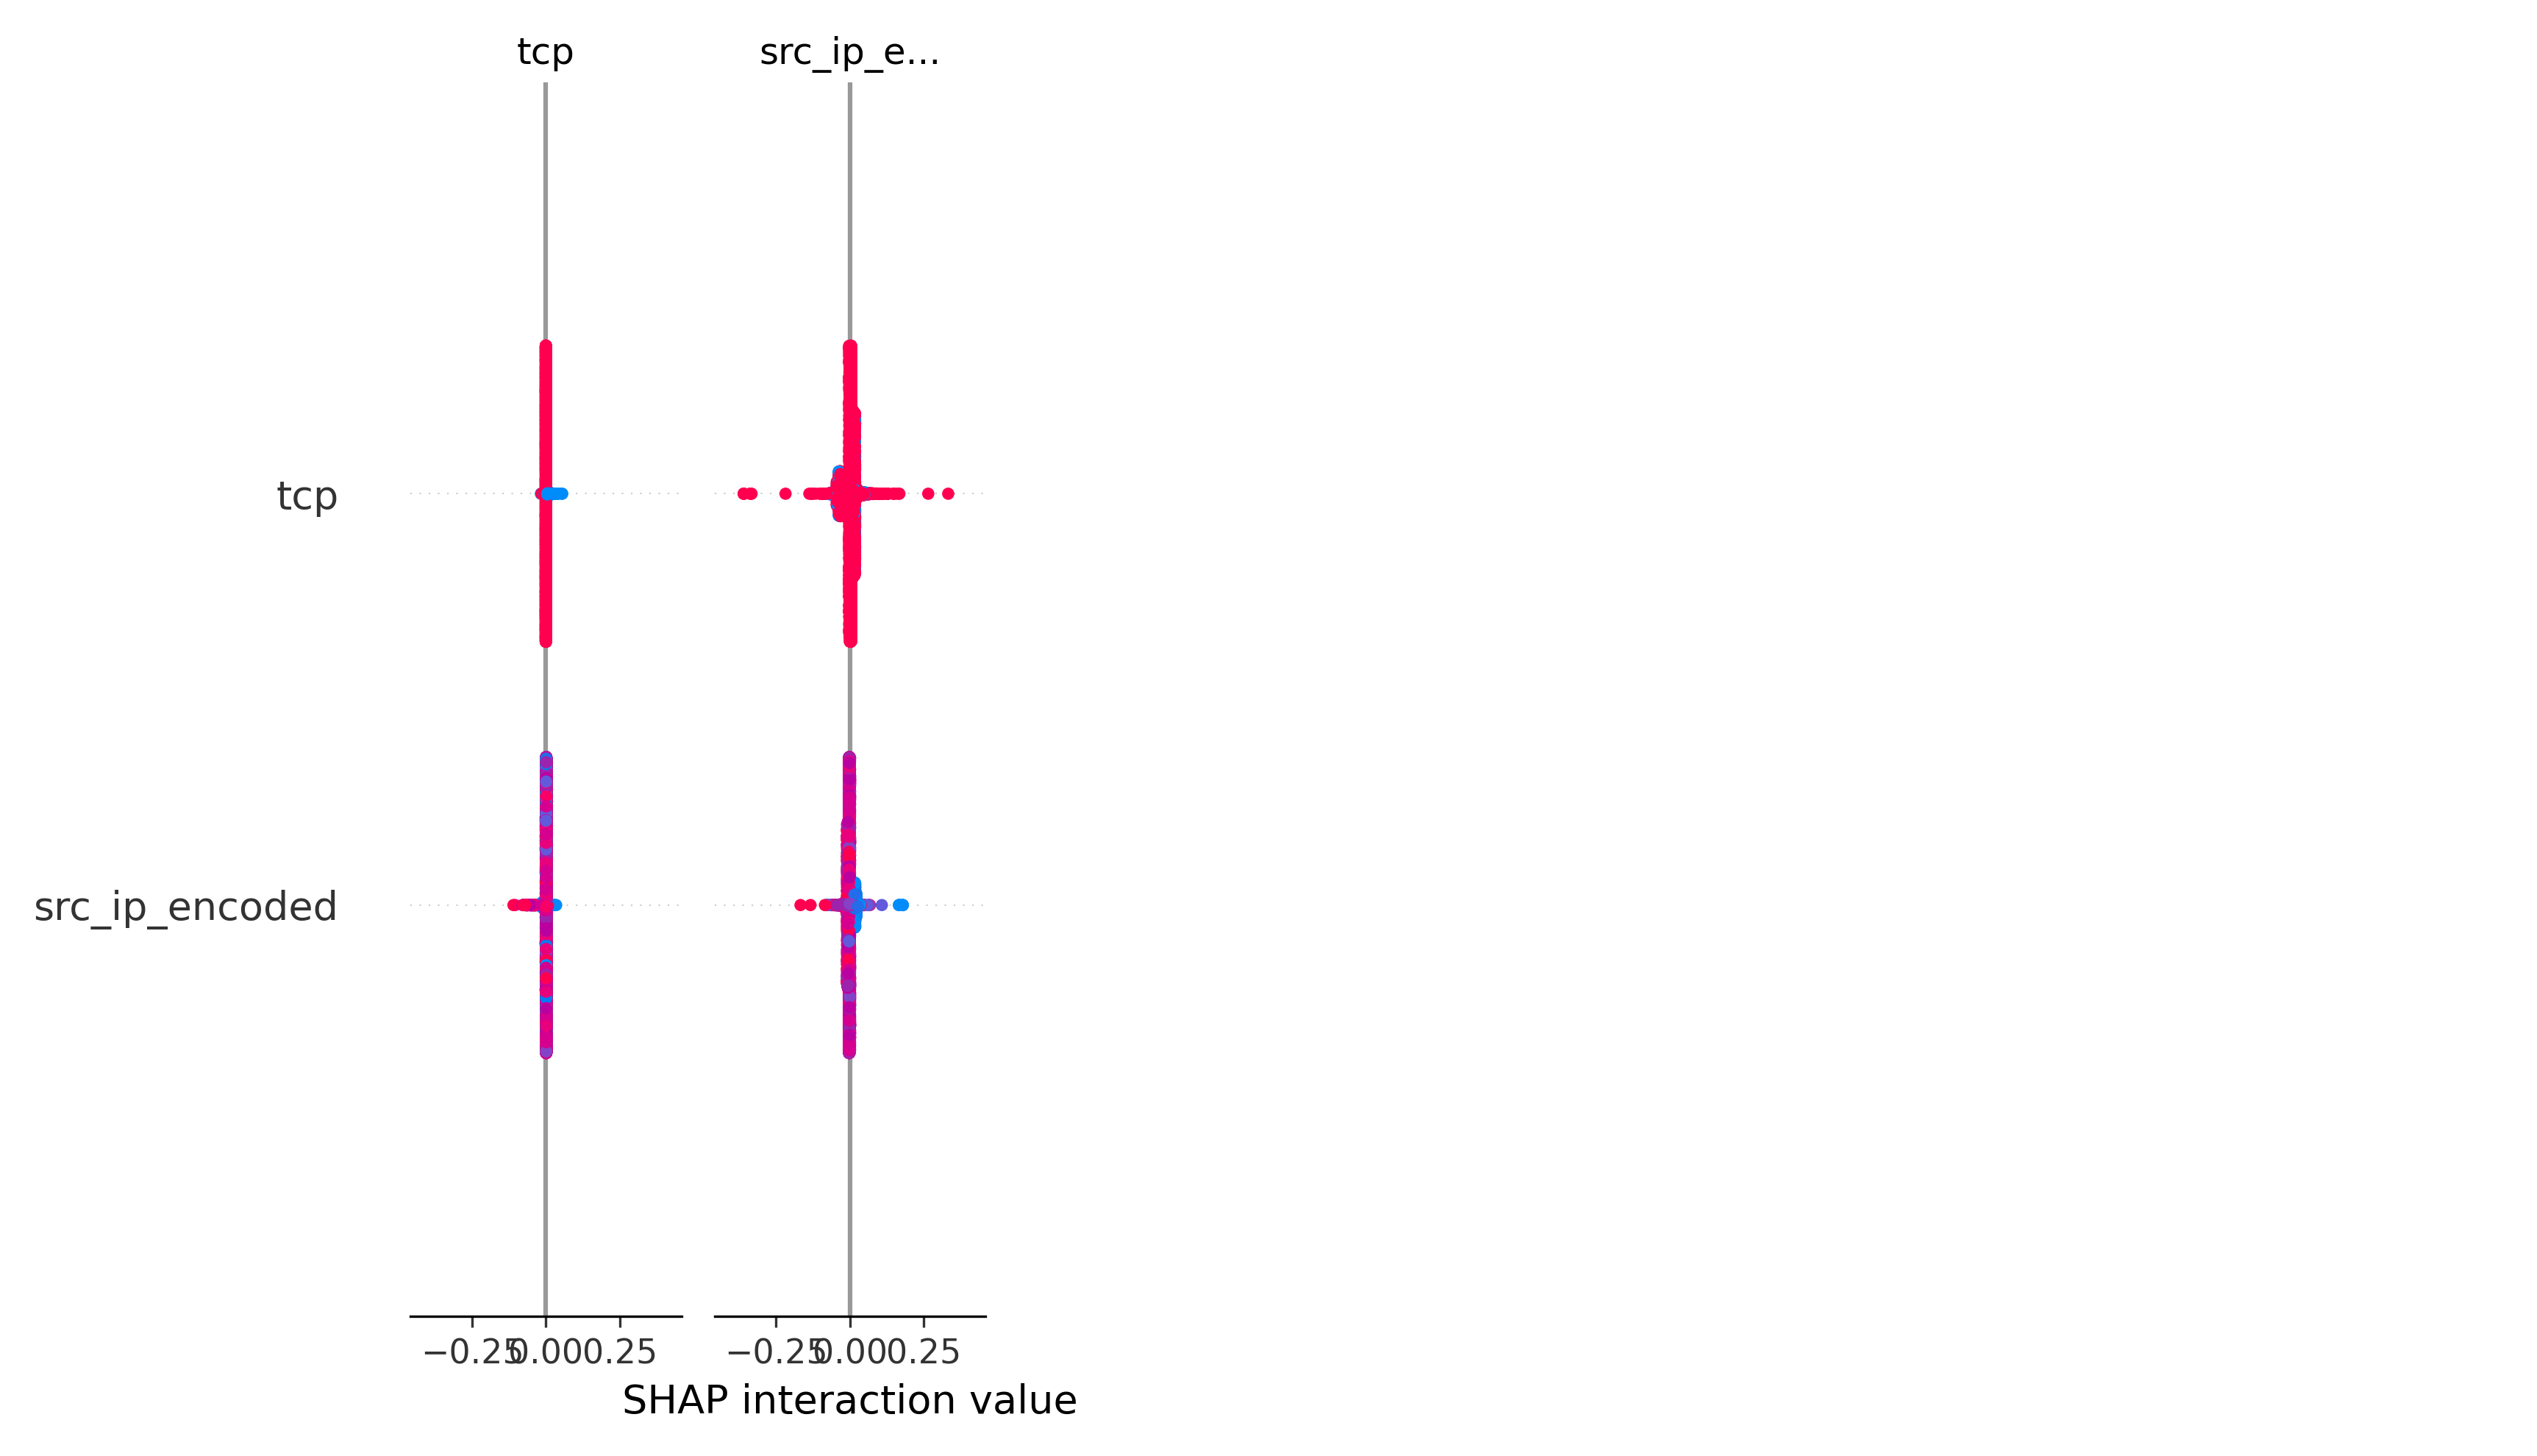 tcp src_ip_e...
tcp
src_ip_encoded
−0.25 0.00 0.25 −0.25 0.00 0.25
SHAP interaction value